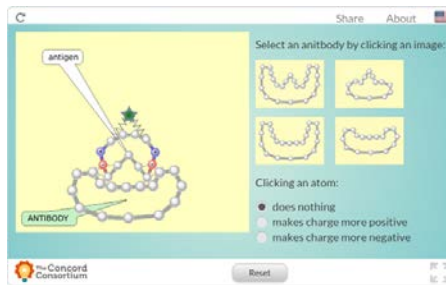 Share About
Select an anitbody by clicking an image:
antigen
ANTIBODY
Clicking an atom:
does nothing
makes charge more positive
makes charge more negative
The Concord
Consortium
Reset